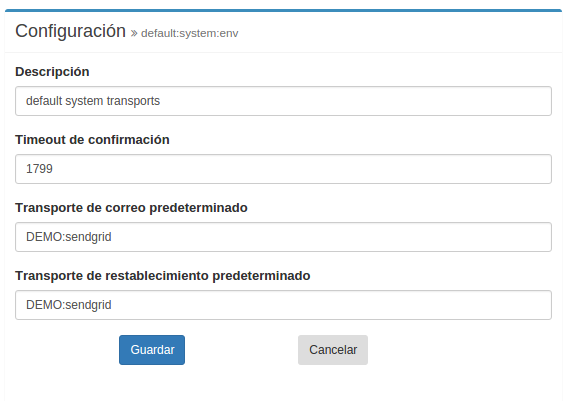 Configuración » default:system:env
Descripción
default system transports
Timeout de confirmación
1799
Transporte de correo predeterminado
DEMO:sendgrid
Transporte de restablecimiento predeterminado
DEMO:sendgrid
Guardar Cancelar